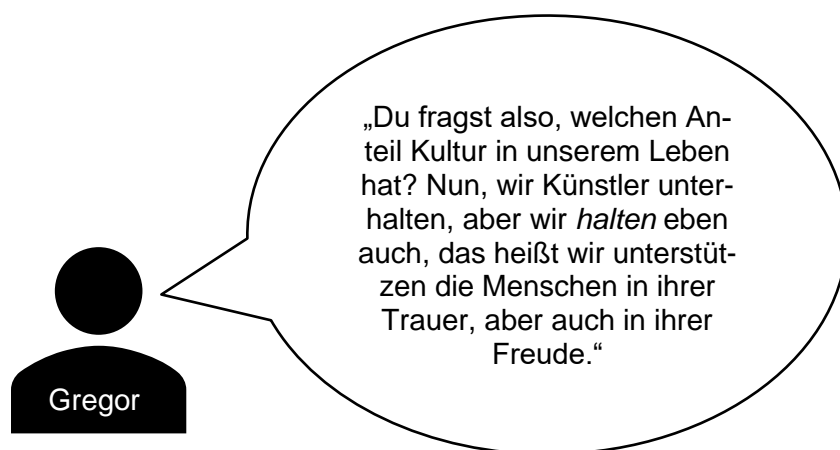 „Du fragst also, welchen An-
teil Kultur in unserem Leben
hat? Nun, wir Künstler unter-
halten, aber wir halten eben
auch, das heißt wir unterstüt-
zen die Menschen in ihrer
Trauer, aber auch in ihrer
Freude.“
Gregor